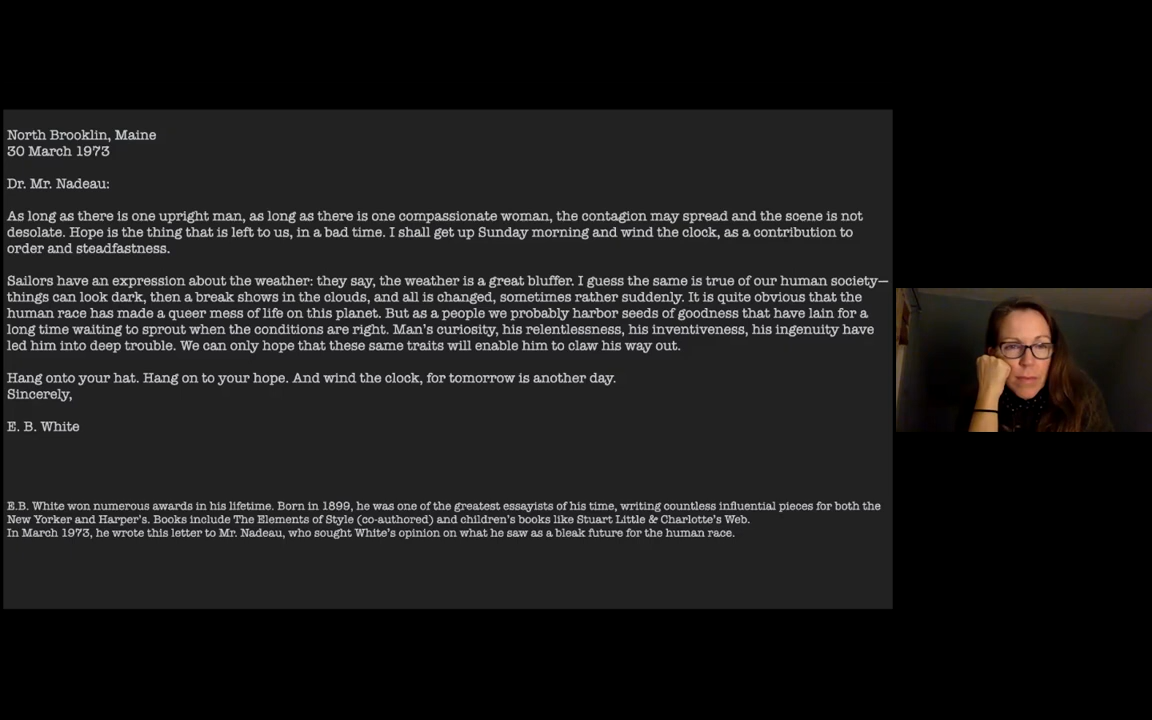 North Brooklin, Maine
30 March 1973
Dr. Mr. Nadeau:
As long as there is one upright man, as long as there is one compassionate woman, the contagion may spread and the scene is not
desolate. Hope is the thing that is left to us, in a bad time. I shall get up Sunday morning and wind the clock, as a contribution to
order and steadfastness.
Sailors have an expression about the weather: they say, the weather is a great bluffer. I guess the same is true of our human society—
things can look dark, then a break shows in the clouds, and all is changed, sometimes rather suddenly. It is quite obvious that the
human race has made a queer mess of life on this planet. But as a people we probably harbor seeds of goodness that have lain for a
long time waiting to sprout when the conditions are right. Man's curiosity, his relentlessness, his inventiveness, his ingenuity have
led him into deep trouble. We can only hope that these same traits will enable him to claw his way out.
Hang onto your hat. Hang on to your hope. And wind the clock, for tomorrow is another day.
Sincerely,
E. B. White
E.B. White won numerous awards in his lifetime. Born in 1899, he was one of the greatest essayists of his time, writing countless influential pieces for both the
New Yorker and Harper's. Books include The Elements of Style (co-authored) and children's books like Stuart Little & Charlotte's Web.
In March 1973, he wrote this letter to Mr. Nadeau, who sought White's opinion on what he saw as a bleak future for the human race.